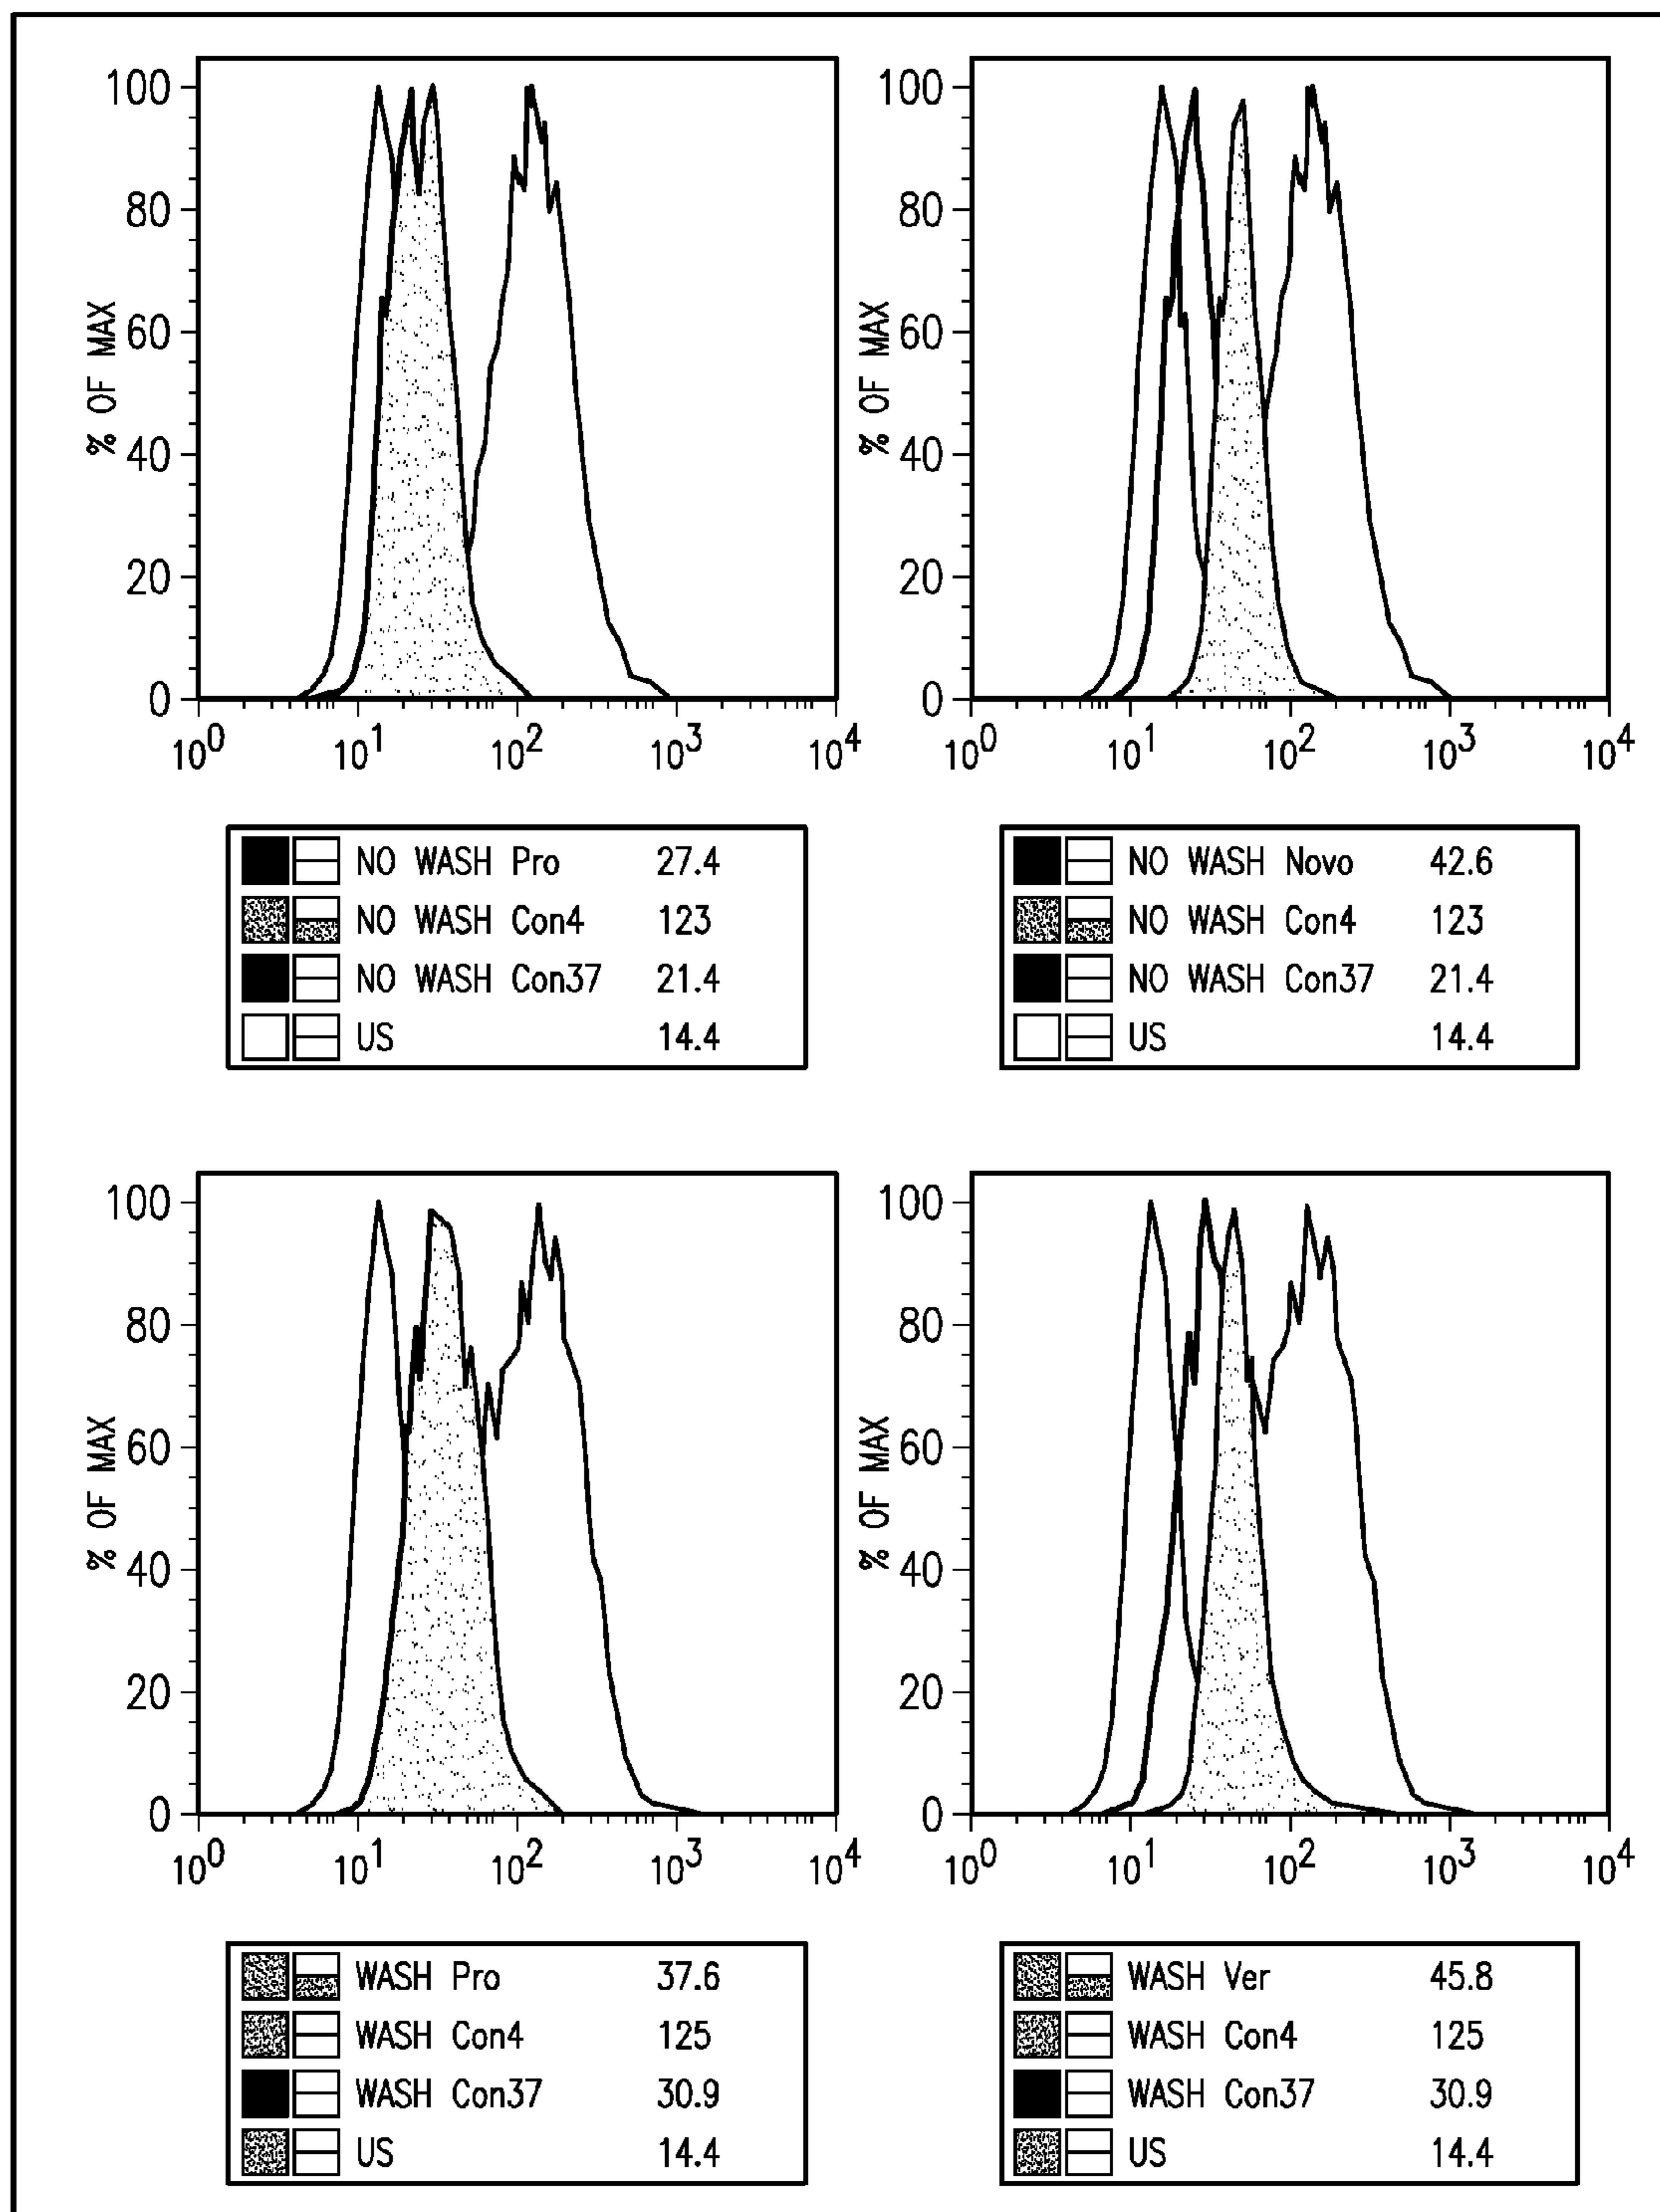 100
80
60
40
20
0
% OF MAX
10^0 10^1 10^2 10^3 10^4
NO WASH Pro 27.4
NO WASH Con4 123
NO WASH Con37 21.4
US 14.4
100
80
60
40
20
0
% OF MAX
10^0 10^1 10^2 10^3 10^4
NO WASH Novo 42.6
NO WASH Con4 123
NO WASH Con37 21.4
US 14.4
100
80
60
40
20
0
% OF MAX
10^0 10^1 10^2 10^3 10^4
WASH Pro 37.6
WASH Con4 125
WASH Con37 30.9
US 14.4
100
80
60
40
20
0
% OF MAX
10^0 10^1 10^2 10^3 10^4
WASH Ver 45.8
WASH Con4 125
WASH Con37 30.9
US 14.4